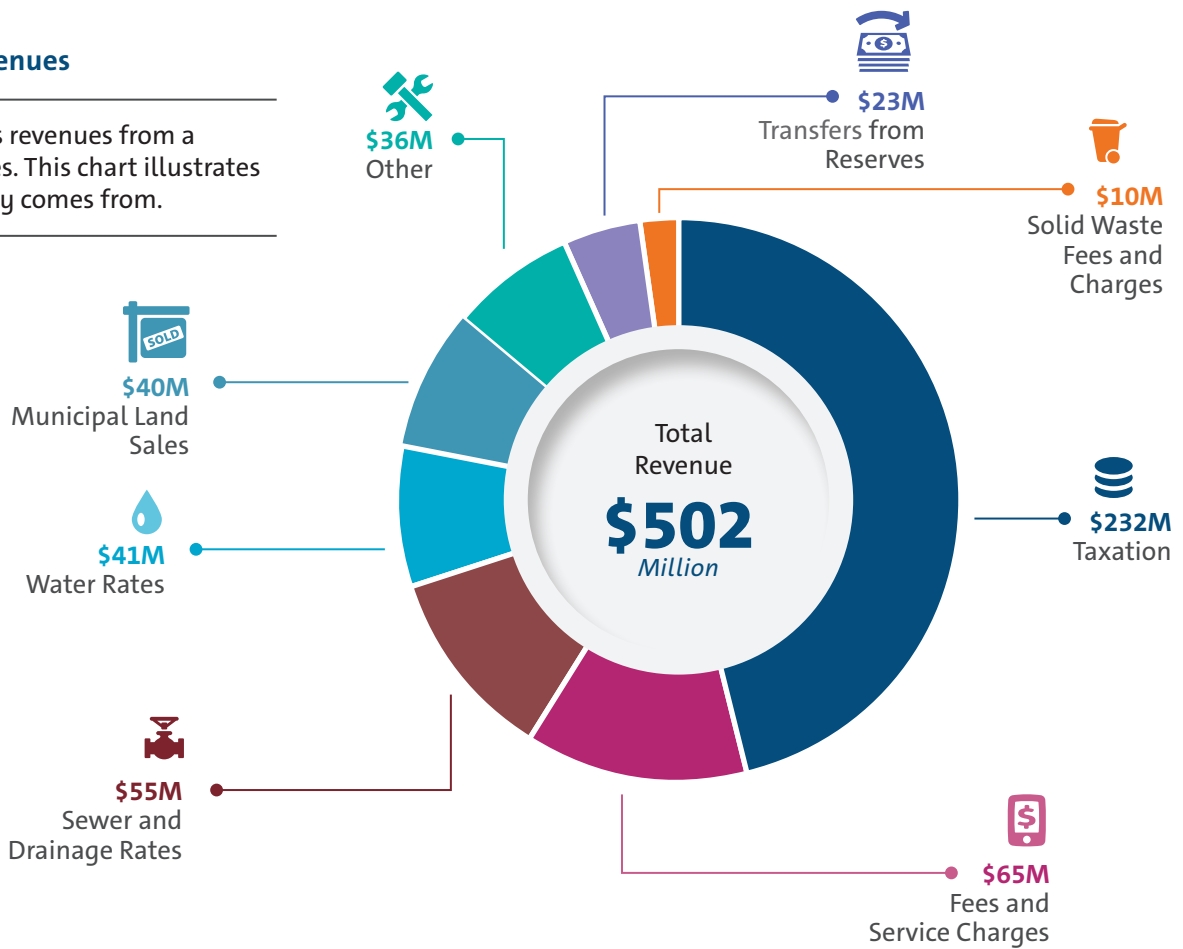 enues
s revenues from a
es. This chart illustrates
y comes from.
$36M
Other
$23M
Transfers from
Reserves
$10M
Solid Waste
Fees and
Charges
SOLD
$40M
Municipal Land
Sales
$41M
Water Rates
Total
Revenue
$502
Million
$232M
Taxation
$55M
Sewer and
Drainage Rates
$
$65M
Fees and
Service Charges